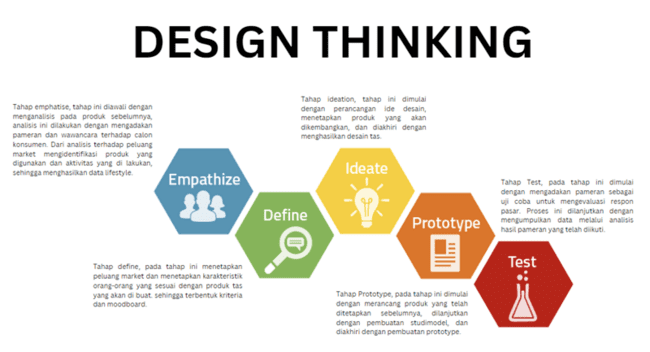 DESIGN THINKING
Tahap emphatise, tahap ini diawali dengan
menganalisis pada produk sebelumnya,
analisis ini dilakukan dengan mengadakan
pameran dan wawancara terhadap calon
konsumen. Dari analisis terhadap peluang
market mengidentifikasi produk yang
digunakan dan aktivitas yang di lakukan,
sehingga menghasilkan data lifestyle.
Empathize
Define
Tahap define, pada tahap ini menetapkan
peluang market dan menetapkan karakteristik
orang-orang yang sesuai dengan produk tas
yang akan di buat. sehingga terbentuk kriteria
dan moodboard.
Tahap ideation, tahap ini dimulai
dengan perancangan ide desain,
menetapkan produk yang akan
dikembangkan, dan diakhiri dengan
menghasilkan desain tas.
Ideate
Prototype
Tahap Prototype, pada tahap ini dimulai
dengan merancang produk yang telah
ditetapkan sebelumnya, dilanjutkan
dengan pembuatan studimodel, dan
diakhiri dengan pembuatan prototype.
Tahap Test, pada tahap ini dimulai
dengan mengadakan pameran sebagai
uji coba untuk mengevaluasi respon
pasar. Proses ini dilanjutkan dengan
mengumpulkan data melalui analisis
hasil pameran yang telah diikuti.
Test